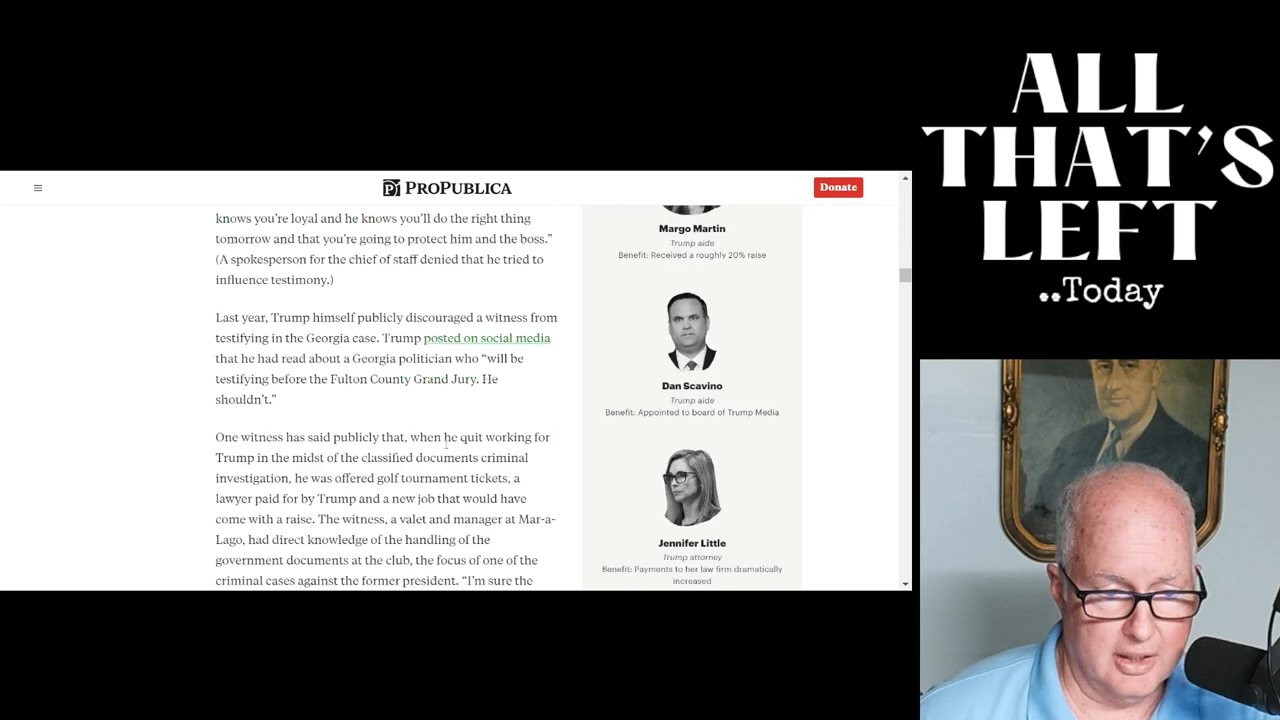 PROPUBLICA
Donate
knows you're loyal and he knows you'll do the right thing
tomorrow and that you're going to protect him and the boss.”
(A spokesperson for the chief of staff denied that he tried to
influence testimony.)
Last year, Trump himself publicly discouraged a witness from
testifying in the Georgia case. Trump posted on social media
that he had read about a Georgia politician who “will be
testifying before the Fulton County Grand Jury. He
shouldn't.”
One witness has said publicly that, when he quit working for
Trump in the midst of the classified documents criminal
investigation, he was offered golf tournament tickets, a
lawyer paid for by Trump and a new job that would have
come with a raise. The witness, a valet and manager at Mar-a-
Lago, had direct knowledge of the handling of the
government documents at the club, the focus of one of the
criminal cases against the former president. “I'm sure the
Margo Martin
Trump aide
Benefit: Received a roughly 20% raise
Dan Scavino
Trump aide
Benefit: Appointed to board of Trump Media
Jennifer Little
Trump attorney
Benefit: Payments to her law firm dramatically
increased
ALL
THAT'S
LEFT
..Today